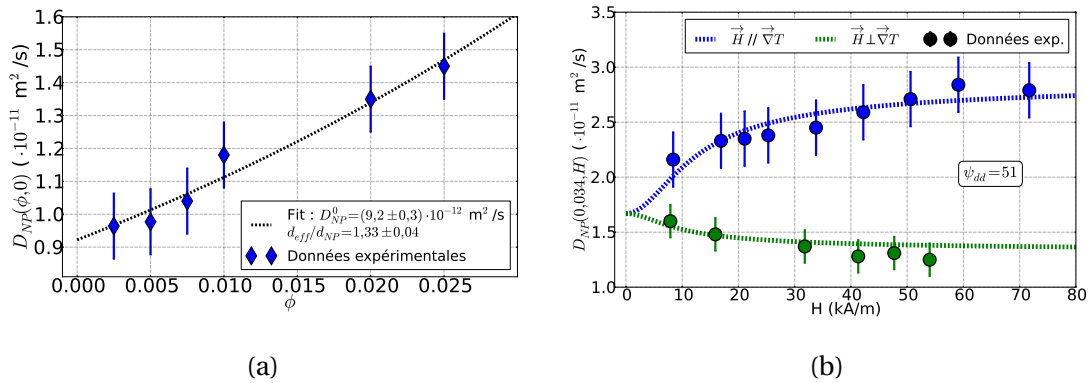 (a)
1.6
1.5
1.4
1.3
1.2
1.1
1.0
0.9
D_NP(ϕ,0) (·10⁻¹¹ m² /s)
Fit : D⁰_NP=(9,2±0,3)·10⁻¹² m² /s
d_eff/d_NP=1,33±0,04
Données expérimentales
0.000 0.005 0.010 0.015 0.020 0.025
ϕ
(b)
3.5
3.0
2.5
2.0
1.5
1.0
D_NP(0,034,H) (·10⁻¹¹ m² /s)
H⃗ // ∇⃗T H⃗⊥∇⃗T Données exp.
ψ_dd=51
0 10 20 30 40 50 60 70 80
H (kA/m)